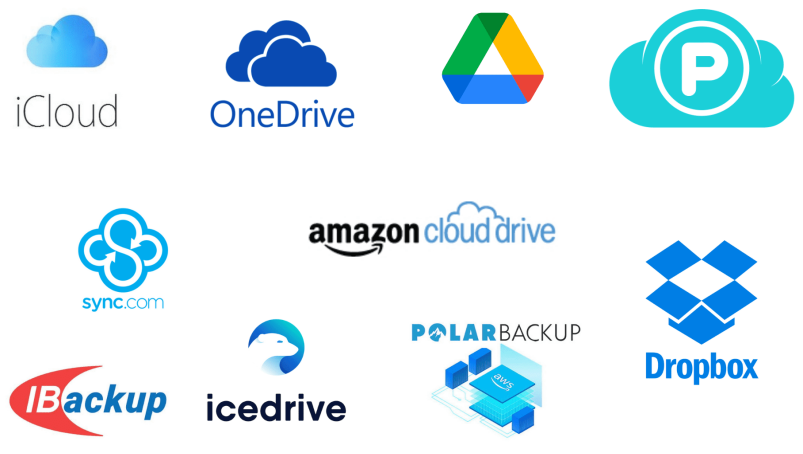 iCloud
OneDrive
P
sync.com
amazon cloud drive
Dropbox
IBackup
icedrive
POLARBACKUP
aws